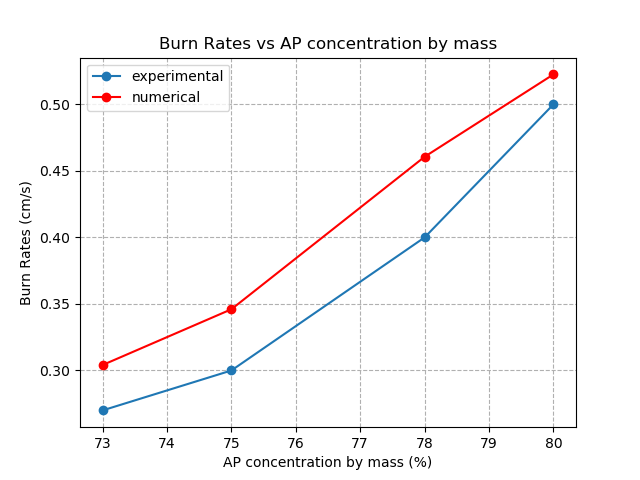 Burn Rates vs AP concentration by mass
experimental
numerical
0.50
0.45
0.40
0.35
0.30
Burn Rates (cm/s)
73 74 75 76 77 78 79 80
AP concentration by mass (%)